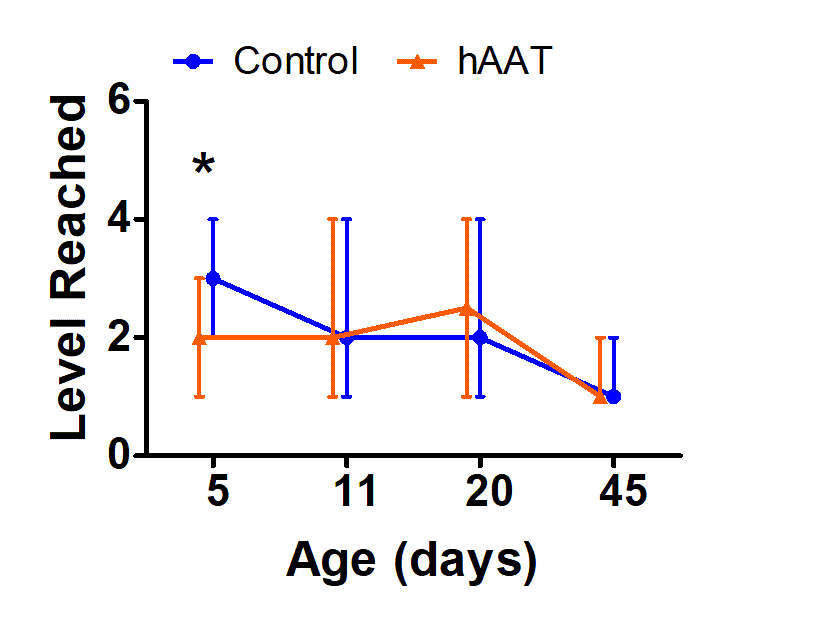 Control hAAT
Level Reached
6
*
4
2
0
5 11 20 45
Age (days)